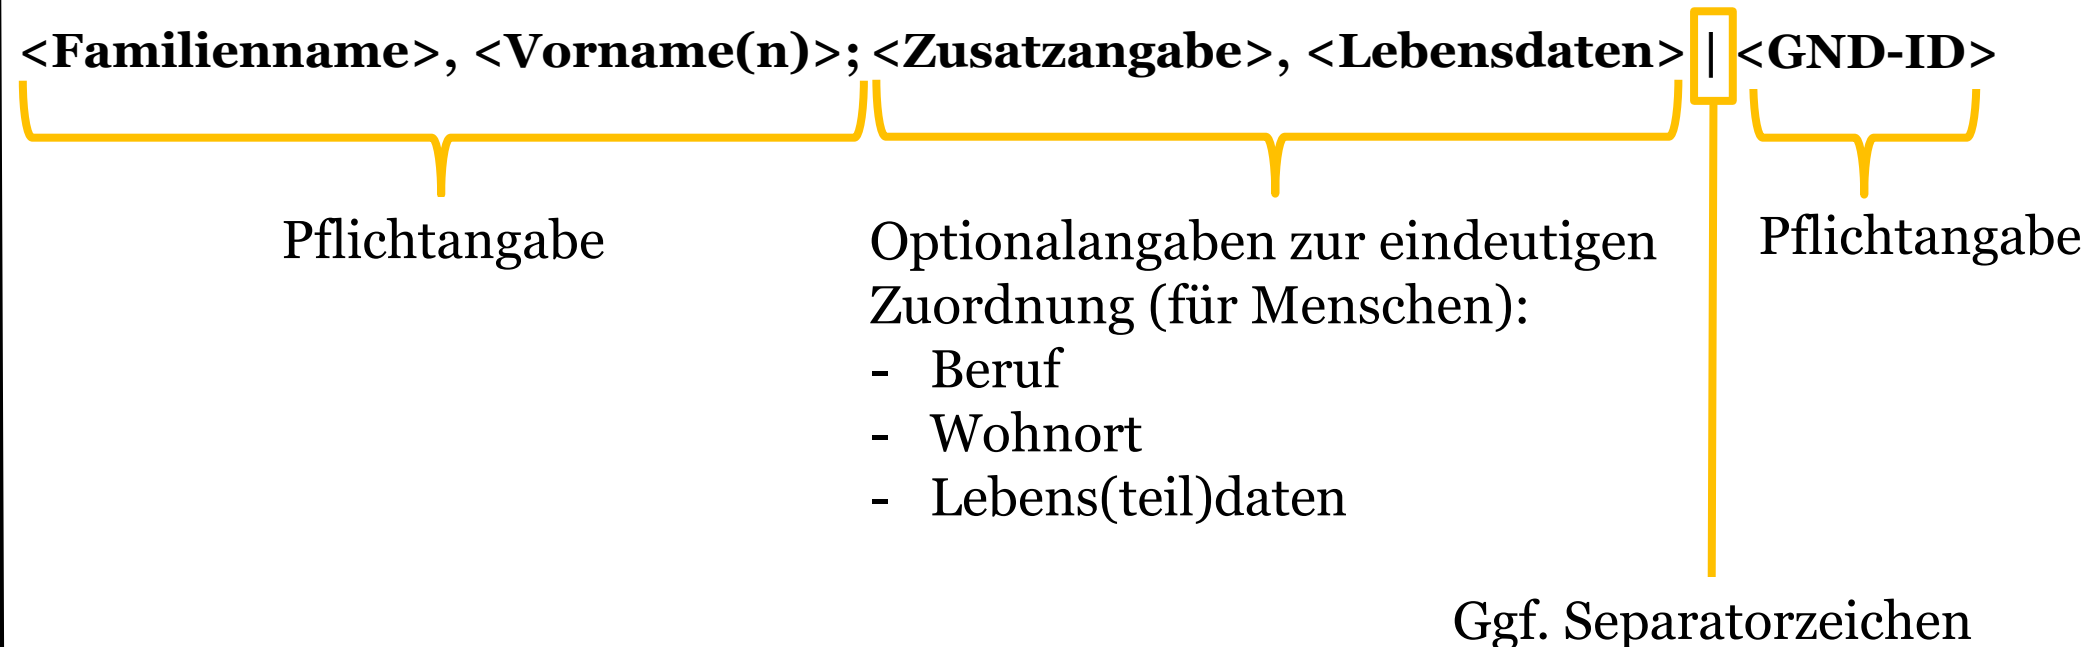 <Familienname>, <Vorname(n)>; <Zusatzangabe>, <Lebensdaten> | <GND-ID>
Pflichtangabe
Optionalangaben zur eindeutigen
Zuordnung (für Menschen):
- Beruf
- Wohnort
- Lebens(teil)daten
Pflichtangabe
Ggf. Separatorzeichen